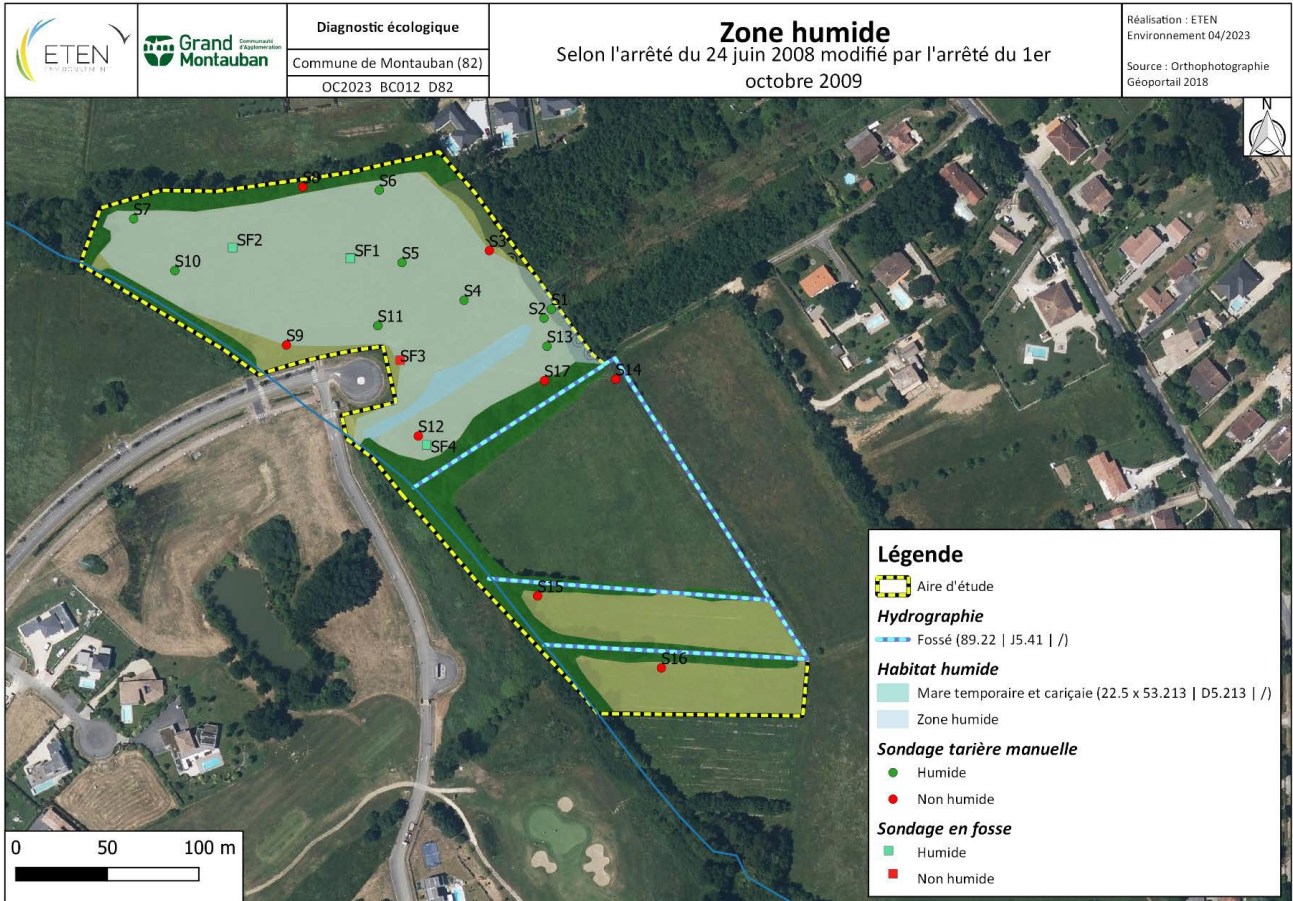 ETEN
ENVIRONNEMENT
Grand
Montauban
Communauté
d'Agglomération
Diagnostic écologique
Commune de Montauban (82)
OC2023 BC012 D82
Zone humide
Selon l'arrêté du 24 juin 2008 modifié par l'arrêté du 1er
octobre 2009
Réalisation : ETEN
Environnement 04/2023
Source : Orthophotographie
Géoportail 2018
N
S8
S6
S7
SF2
S3
SF1
S5
S10
S4
S1
S2
S11
S13
S9
SF3
S17
S14
S12
SF4
S15
S16
Légende
Aire d'étude
Hydrographie
Fossé (89.22 | J5.41 | /)
Habitat humide
Mare temporaire et cariçaie (22.5 x 53.213 | D5.213 | /)
Zone humide
Sondage tarière manuelle
Humide
Non humide
Sondage en fosse
Humide
Non humide
0 50 100 m